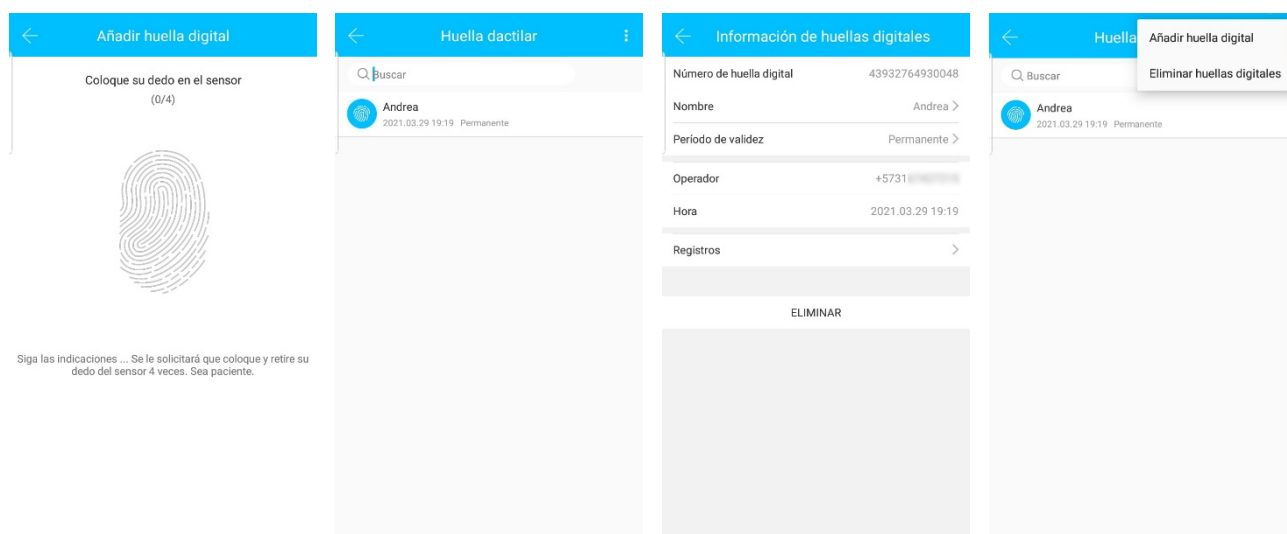 Añadir huella digital
Coloque su dedo en el sensor
(0/4)
Siga las indicaciones ... Se le solicitará que coloque y retire su
dedo del sensor 4 veces. Sea paciente.
Huella dactilar
Buscar
Andrea
2021.03.29 19:19 Permanente
Información de huellas digitales
Número de huella digital 43932764930048
Nombre Andrea
Período de validez Permanente
Operador +5731
Hora 2021.03.29 19:19
Registros
ELIMINAR
Huella
Añadir huella digital
Eliminar huellas digitales
Buscar
Andrea
2021.03.29 19:19 Permanente